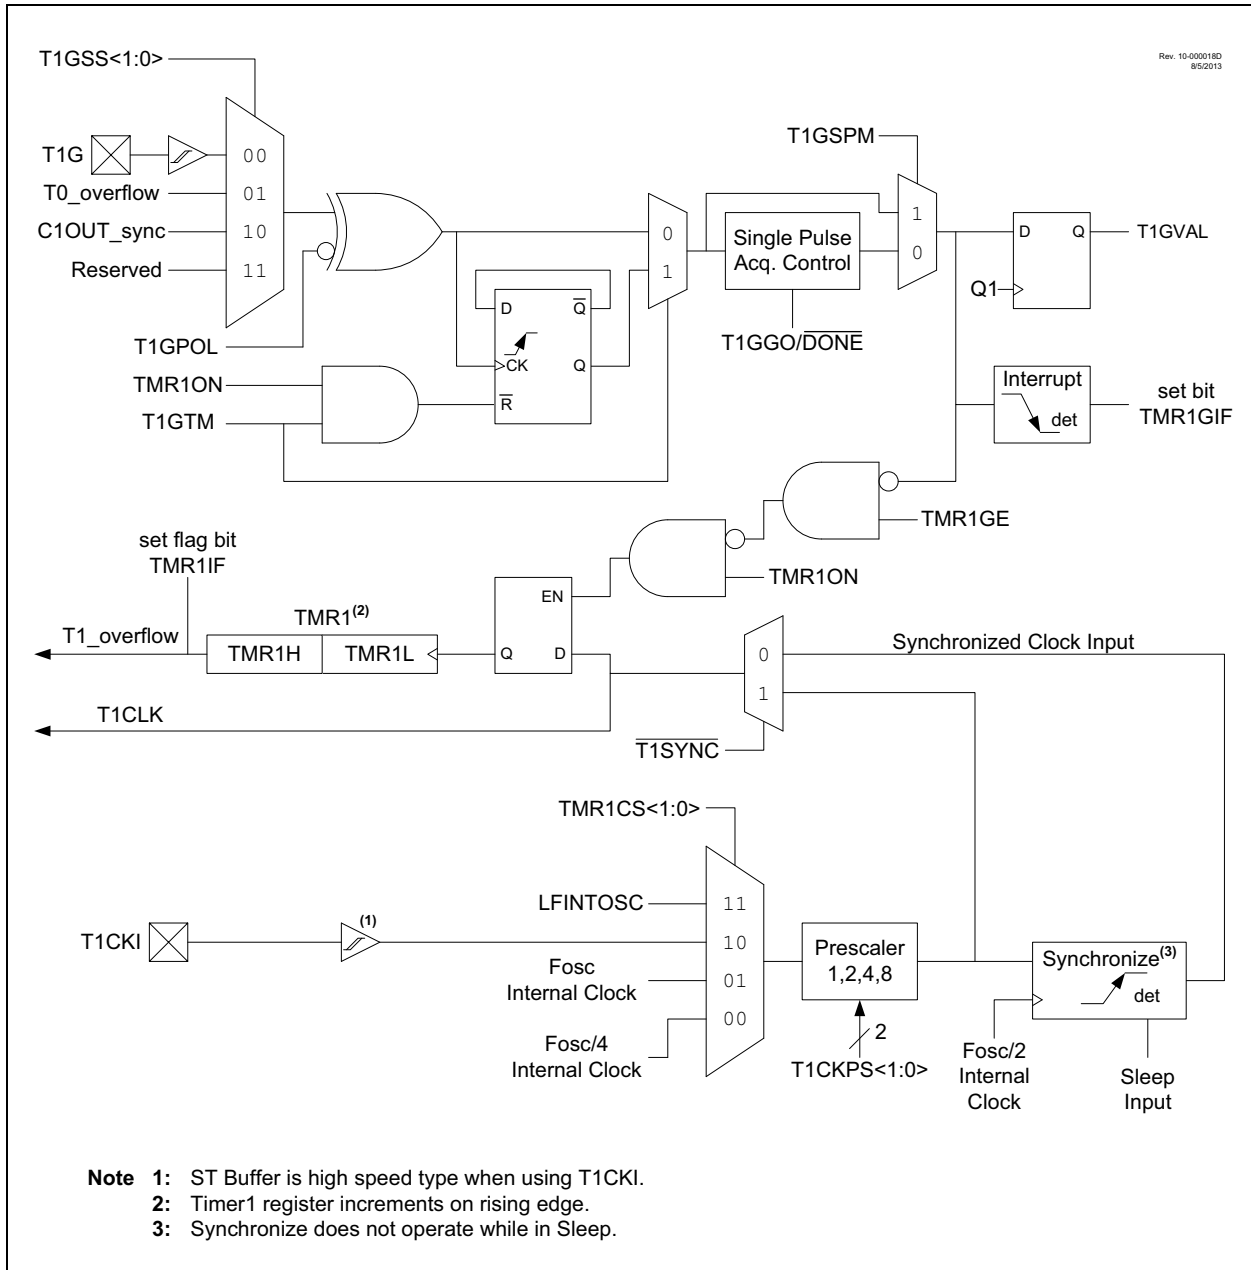 T1GSS<1:0>
Rev. 10-000018D
8/5/2013
T1G
00
T0_overflow
01
C1OUT_sync
10
Reserved
11
T1GPOL
TMR1ON
T1GTM
D
Q
CK
Q
R
0
1
Single Pulse
Acq. Control
T1GGO/DONE
T1GSPM
1
0
D
Q
Q1
T1GVAL
Interrupt
det
set bit
TMR1GIF
TMR1GE
TMR1ON
set flag bit
TMR1IF
TMR1(2)
T1_overflow
TMR1H
TMR1L
EN
Q
D
T1CLK
0
1
Synchronized Clock Input
T1SYNC
TMR1CS<1:0>
LFINTOSC
11
T1CKI
(1)
10
Fosc
Internal Clock
01
00
Fosc/4
Internal Clock
Prescaler
1,2,4,8
2
T1CKPS<1:0>
Synchronize(3)
det
Fosc/2
Internal
Clock
Sleep
Input
Note 1: ST Buffer is high speed type when using T1CKI.
2: Timer1 register increments on rising edge.
3: Synchronize does not operate while in Sleep.